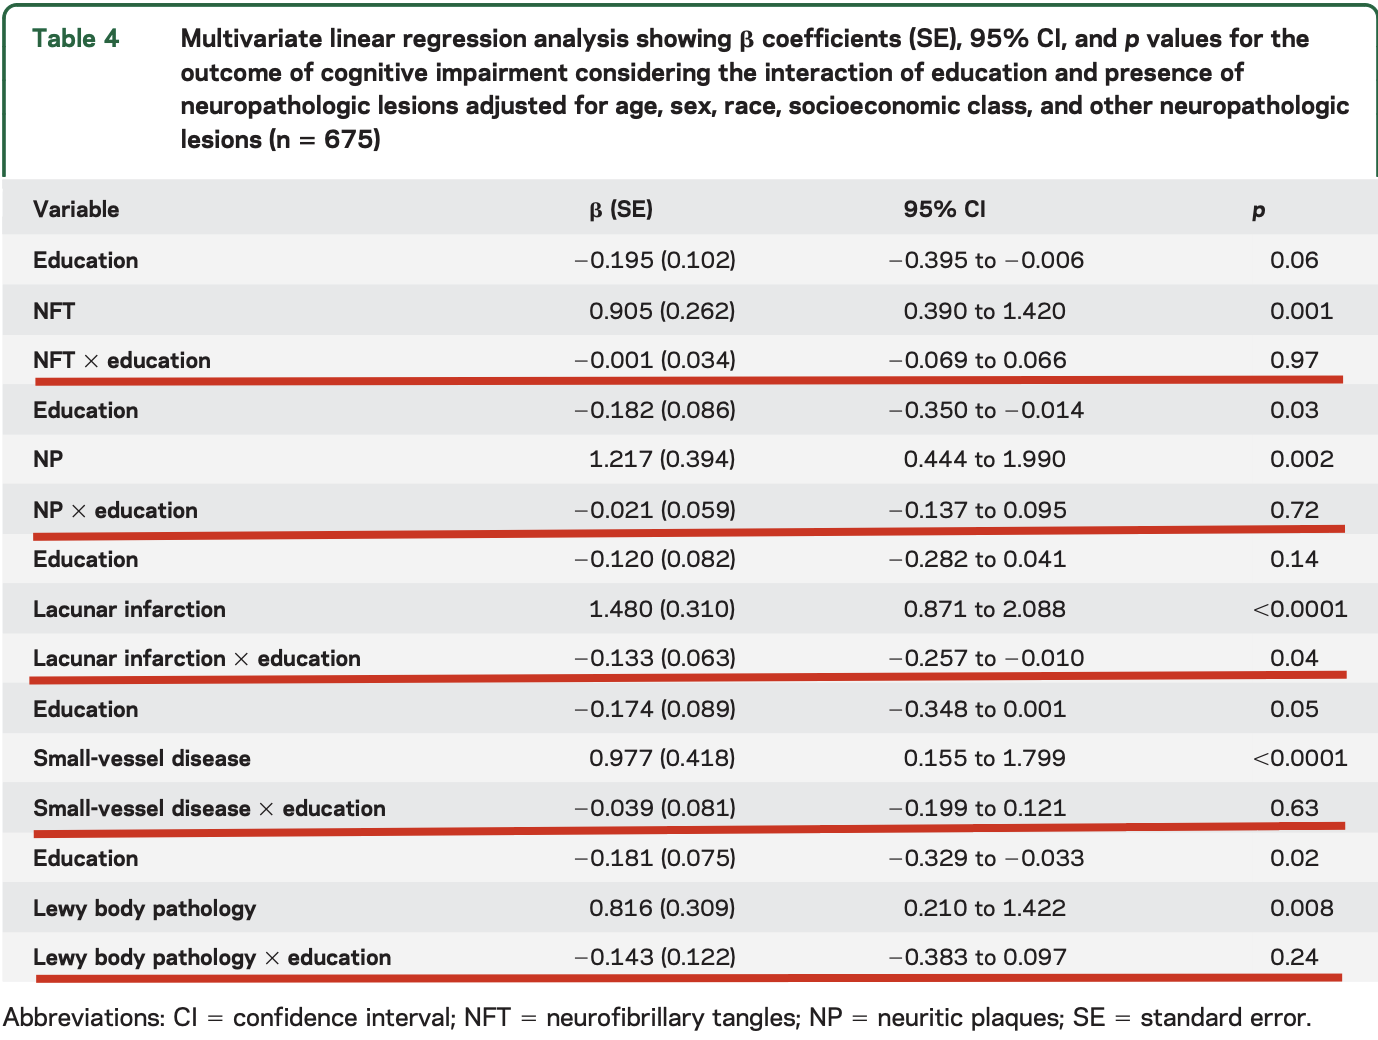 Table 4 Multivariate linear regression analysis showing β coefficients (SE), 95% CI, and p values for the
outcome of cognitive impairment considering the interaction of education and presence of
neuropathologic lesions adjusted for age, sex, race, socioeconomic class, and other neuropathologic
lesions (n = 675)
Variable β (SE) 95% CI p
Education −0.195 (0.102) −0.395 to −0.006 0.06
NFT 0.905 (0.262) 0.390 to 1.420 0.001
NFT × education −0.001 (0.034) −0.069 to 0.066 0.97
Education −0.182 (0.086) −0.350 to −0.014 0.03
NP 1.217 (0.394) 0.444 to 1.990 0.002
NP × education −0.021 (0.059) −0.137 to 0.095 0.72
Education −0.120 (0.082) −0.282 to 0.041 0.14
Lacunar infarction 1.480 (0.310) 0.871 to 2.088 <0.0001
Lacunar infarction × education −0.133 (0.063) −0.257 to −0.010 0.04
Education −0.174 (0.089) −0.348 to 0.001 0.05
Small-vessel disease 0.977 (0.418) 0.155 to 1.799 <0.0001
Small-vessel disease × education −0.039 (0.081) −0.199 to 0.121 0.63
Education −0.181 (0.075) −0.329 to −0.033 0.02
Lewy body pathology 0.816 (0.309) 0.210 to 1.422 0.008
Lewy body pathology × education −0.143 (0.122) −0.383 to 0.097 0.24
Abbreviations: CI = confidence interval; NFT = neurofibrillary tangles; NP = neuritic plaques; SE = standard error.